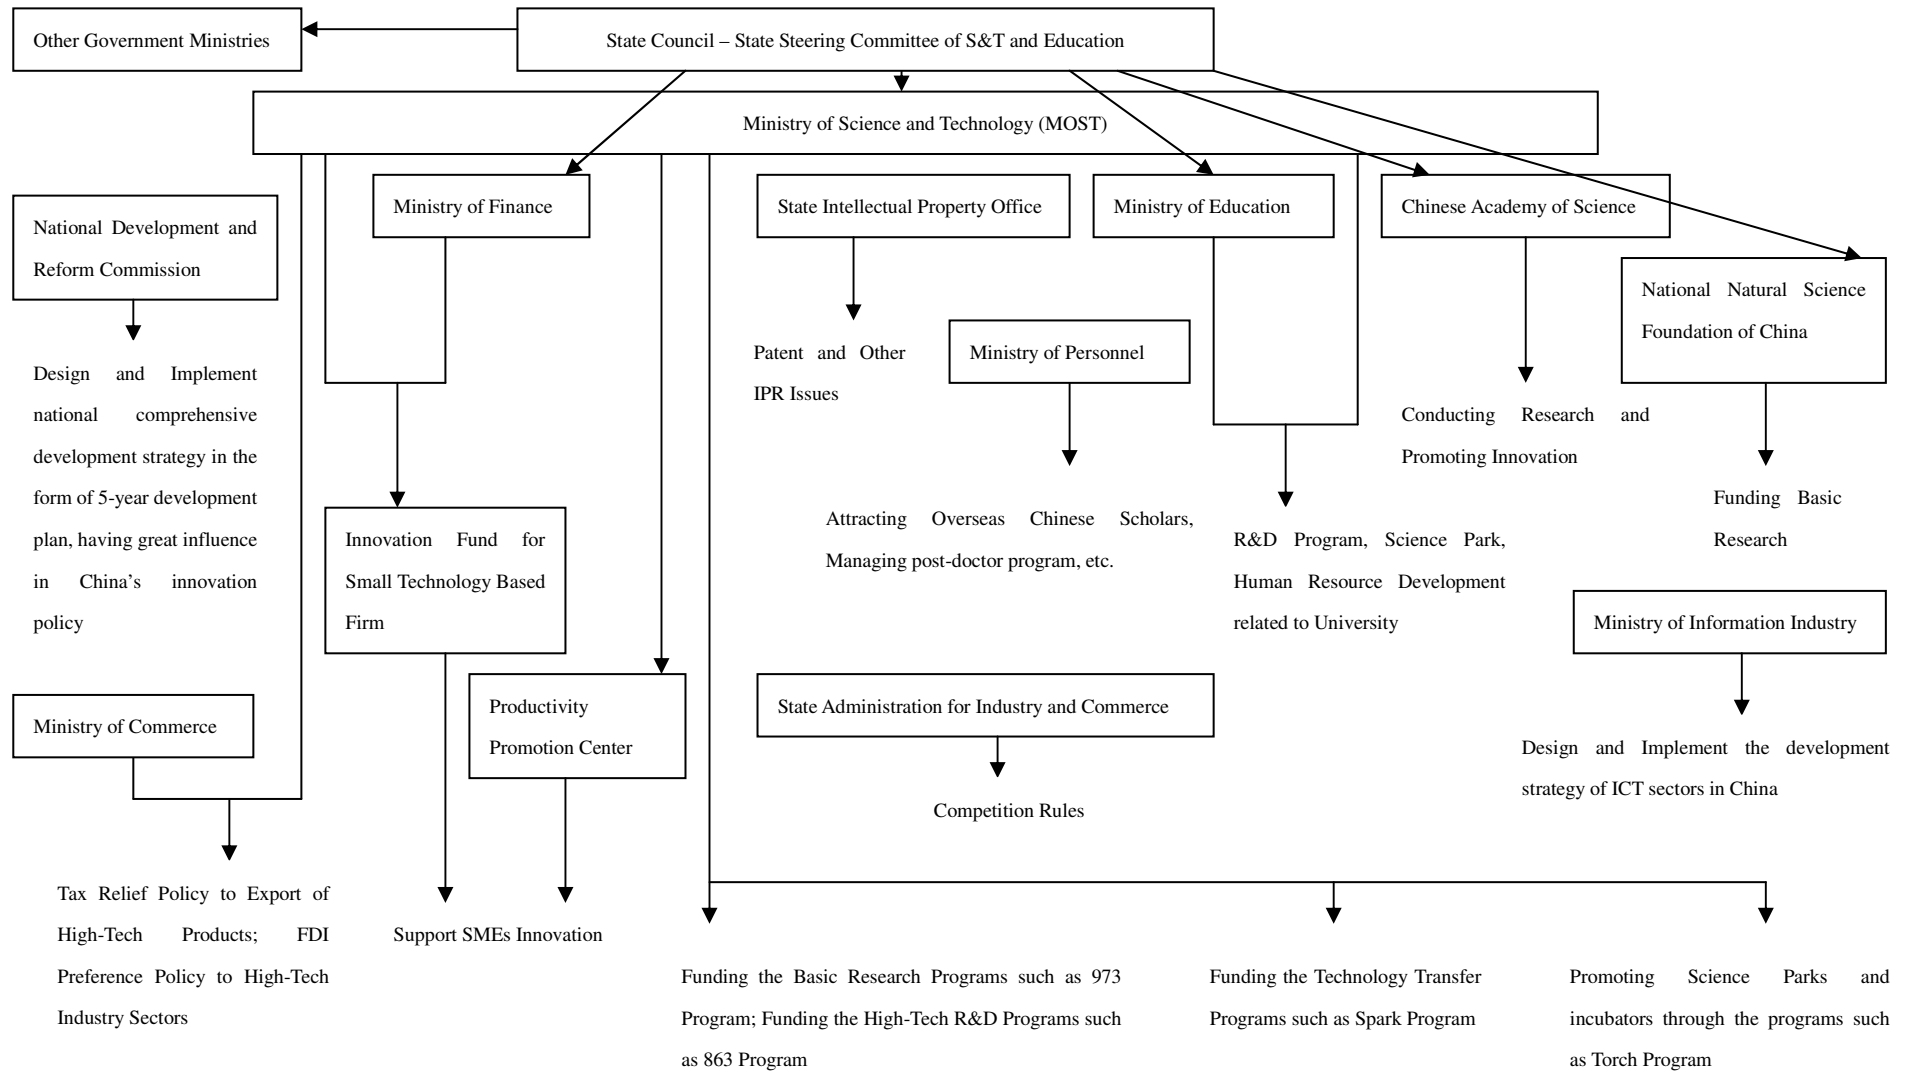 Other Government Ministries
State Council – State Steering Committee of S&T and Education
Ministry of Science and Technology (MOST)
National Development and
Reform Commission
Ministry of Finance
State Intellectual Property Office
Ministry of Education
Chinese Academy of Science
National Natural Science
Foundation of China
Design and Implement
national comprehensive
development strategy in the
form of 5-year development
plan, having great influence
in China’s innovation
policy
Patent and Other
IPR Issues
Ministry of Personnel
Conducting Research and
Promoting Innovation
Funding Basic
Research
Attracting Overseas Chinese Scholars,
Managing post-doctor program, etc.
R&D Program, Science Park,
Human Resource Development
related to University
Innovation Fund for
Small Technology Based
Firm
Ministry of Information Industry
Ministry of Commerce
Productivity
Promotion Center
State Administration for Industry and Commerce
Design and Implement the development
strategy of ICT sectors in China
Competition Rules
Tax Relief Policy to Export of
High-Tech Products; FDI
Preference Policy to High-Tech
Industry Sectors
Support SMEs Innovation
Funding the Basic Research Programs such as 973
Program; Funding the High-Tech R&D Programs such
as 863 Program
Funding the Technology Transfer
Programs such as Spark Program
Promoting Science Parks and
incubators through the programs such
as Torch Program